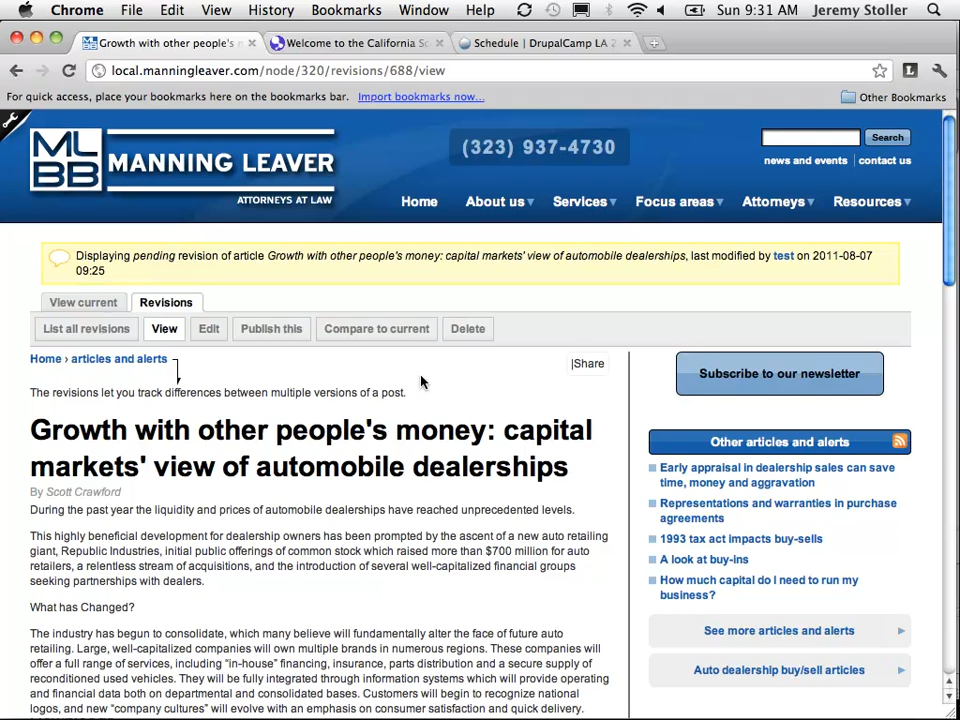 Chrome File Edit View History Bookmarks Window Help Sun 9:31 AM Jeremy Stoller
Growth with other people's m Welcome to the California Sc Schedule | DrupalCamp LA 2
local.manningleaver.com/node/320/revisions/688/view
For quick access, place your bookmarks here on the bookmarks bar. Import bookmarks now... Other Bookmarks
ML
BB
MANNING LEAVER
ATTORNEYS AT LAW
(323) 937-4730
Search
news and events contact us
Home About us Services Focus areas Attorneys Resources
Displaying pending revision of article Growth with other people's money: capital markets' view of automobile dealerships, last modified by test on 2011-08-07
09:25
View current Revisions
List all revisions View Edit Publish this Compare to current Delete
Home › articles and alerts
|Share
The revisions let you track differences between multiple versions of a post.
Growth with other people's money: capital
markets' view of automobile dealerships
By Scott Crawford
During the past year the liquidity and prices of automobile dealerships have reached unprecedented levels.
This highly beneficial development for dealership owners has been prompted by the ascent of a new auto retailing
giant, Republic Industries, initial public offerings of common stock which raised more than $700 million for auto
retailers, a relentless stream of acquisitions, and the introduction of several well-capitalized financial groups
seeking partnerships with dealers.
What has Changed?
The industry has begun to consolidate, which many believe will fundamentally alter the face of future auto
retailing. Large, well-capitalized companies will own multiple brands in numerous regions. These companies will
offer a full range of services, including “in-house” financing, insurance, parts distribution and a secure supply of
reconditioned used vehicles. They will be fully integrated through information systems which will provide operating
and financial data both on departmental and consolidated bases. Customers will begin to recognize national
logos, and new “company cultures” will evolve with an emphasis on consumer satisfaction and quick delivery.
Subscribe to our newsletter
Other articles and alerts
Early appraisal in dealership sales can save
time, money and aggravation
Representations and warranties in purchase
agreements
1993 tax act impacts buy-sells
A look at buy-ins
How much capital do I need to run my
business?
See more articles and alerts
Auto dealership buy/sell articles